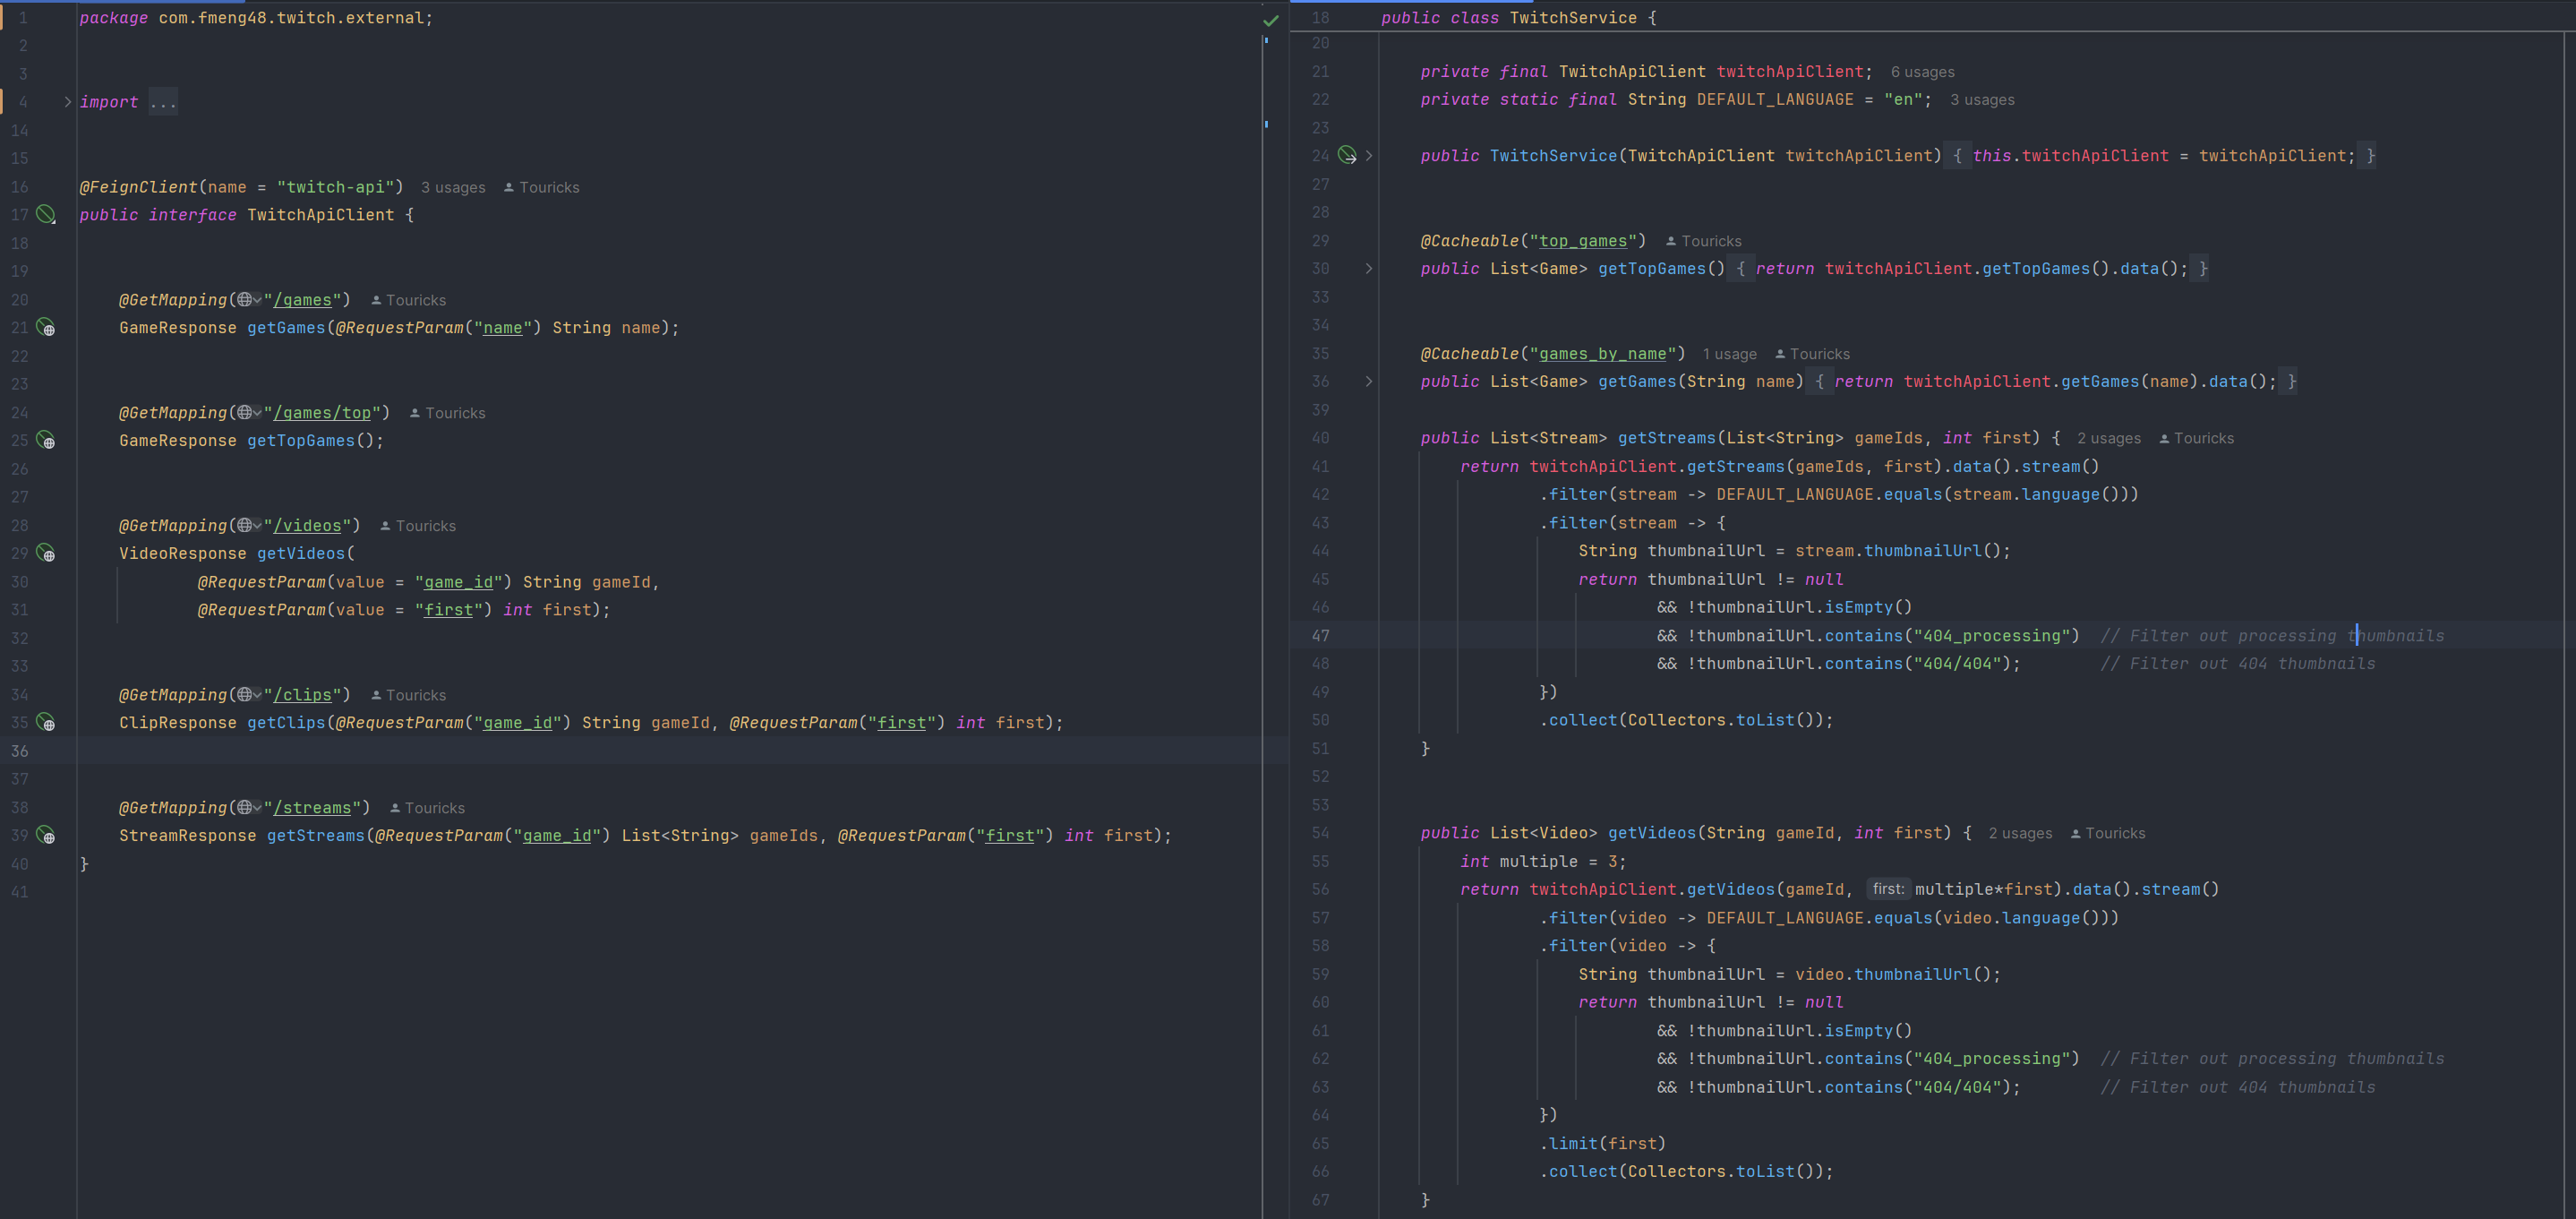 1 package com.fmeng48.twitch.external;
2
3
4 import ...
14
15
16 @FeignClient(name = "twitch-api") 3 usages Touricks
17 public interface TwitchApiClient {
18
19
20 @GetMapping("/games") Touricks
21 GameResponse getGames(@RequestParam("name") String name);
22
23
24 @GetMapping("/games/top") Touricks
25 GameResponse getTopGames();
26
27
28 @GetMapping("/videos") Touricks
29 VideoResponse getVideos(
30 @RequestParam(value = "game_id") String gameId,
31 @RequestParam(value = "first") int first);
32
33
34 @GetMapping("/clips") Touricks
35 ClipResponse getClips(@RequestParam("game_id") String gameId, @RequestParam("first") int first);
36
37
38 @GetMapping("/streams") Touricks
39 StreamResponse getStreams(@RequestParam("game_id") List<String> gameIds, @RequestParam("first") int first);
40 }
41
18 public class TwitchService {
20
21 private final TwitchApiClient twitchApiClient; 6 usages
22 private static final String DEFAULT_LANGUAGE = "en"; 3 usages
23
24 public TwitchService(TwitchApiClient twitchApiClient) { this.twitchApiClient = twitchApiClient; }
27
28
29 @Cacheable("top_games") Touricks
30 public List<Game> getTopGames() { return twitchApiClient.getTopGames().data(); }
33
34
35 @Cacheable("games_by_name") 1 usage Touricks
36 public List<Game> getGames(String name) { return twitchApiClient.getGames(name).data(); }
39
40 public List<Stream> getStreams(List<String> gameIds, int first) { 2 usages Touricks
41 return twitchApiClient.getStreams(gameIds, first).data().stream()
42 .filter(stream -> DEFAULT_LANGUAGE.equals(stream.language()))
43 .filter(stream -> {
44 String thumbnailUrl = stream.thumbnailUrl();
45 return thumbnailUrl != null
46 && !thumbnailUrl.isEmpty()
47 && !thumbnailUrl.contains("404_processing") // Filter out processing thumbnails
48 && !thumbnailUrl.contains("404/404"); // Filter out 404 thumbnails
49 })
50 .collect(Collectors.toList());
51 }
52
53
54 public List<Video> getVideos(String gameId, int first) { 2 usages Touricks
55 int multiple = 3;
56 return twitchApiClient.getVideos(gameId, first: multiple*first).data().stream()
57 .filter(video -> DEFAULT_LANGUAGE.equals(video.language()))
58 .filter(video -> {
59 String thumbnailUrl = video.thumbnailUrl();
60 return thumbnailUrl != null
61 && !thumbnailUrl.isEmpty()
62 && !thumbnailUrl.contains("404_processing") // Filter out processing thumbnails
63 && !thumbnailUrl.contains("404/404"); // Filter out 404 thumbnails
64 })
65 .limit(first)
66 .collect(Collectors.toList());
67 }